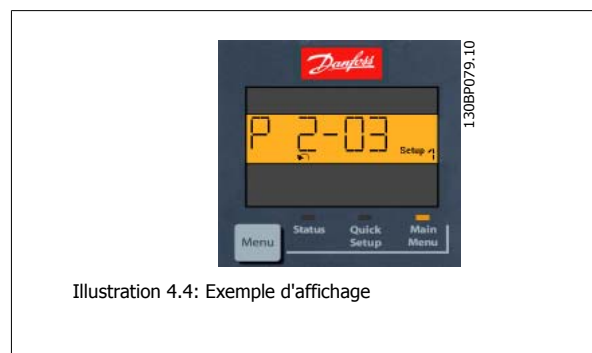 Danfoss
130BP079.10
P 2-03
Setup 1
Menu
Status
Quick Setup
Main Menu
Illustration 4.4: Exemple d'affichage